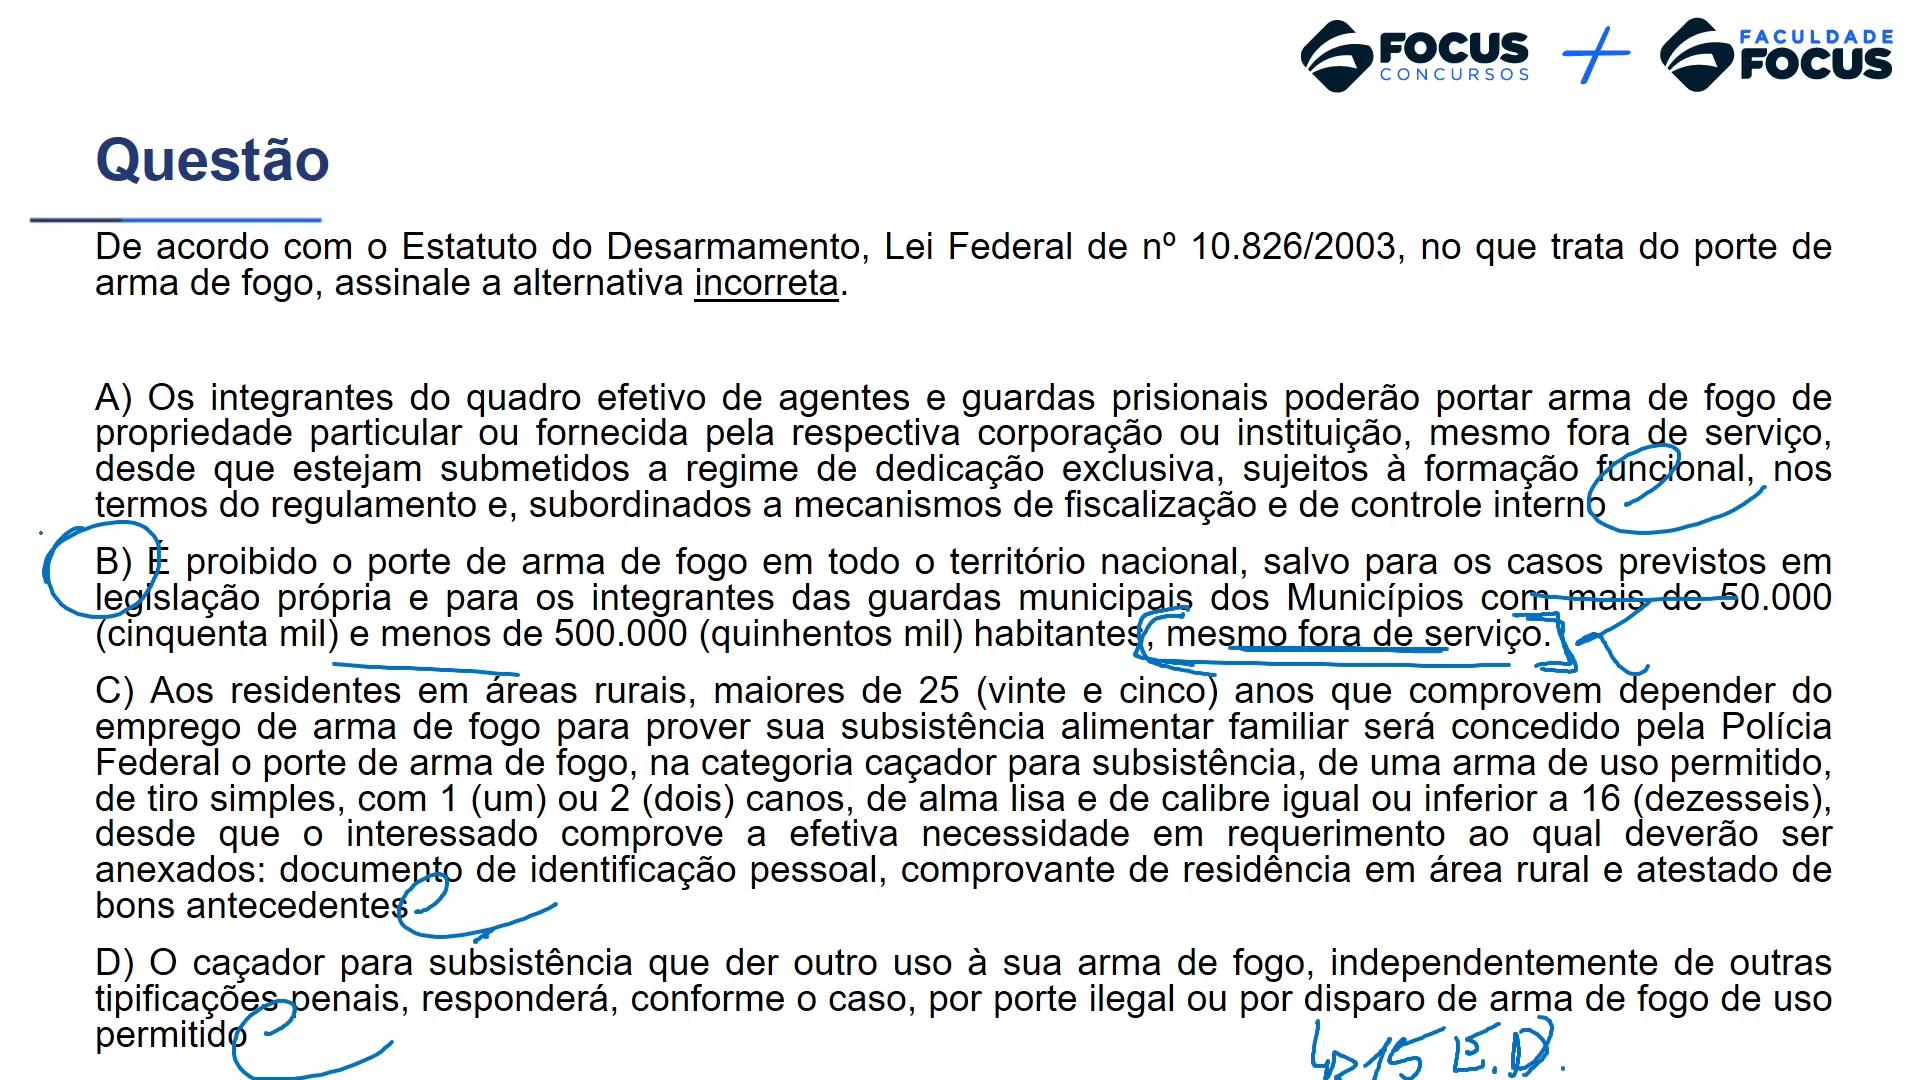 FOCUS
CONCURSOS
FACULDADE
FOCUS
Questão
De acordo com o Estatuto do Desarmamento, Lei Federal de nº 10.826/2003, no que trata do porte de
arma de fogo, assinale a alternativa incorreta.
A) Os integrantes do quadro efetivo de agentes e guardas prisionais poderão portar arma de fogo de
propriedade particular ou fornecida pela respectiva corporação ou instituição, mesmo fora de serviço,
desde que estejam submetidos a regime de dedicação exclusiva, sujeitos à formação funcional, nos
termos do regulamento e, subordinados a mecanismos de fiscalização e de controle interno
B) É proibido o porte de arma de fogo em todo o território nacional, salvo para os casos previstos em
legislação própria e para os integrantes das guardas municipais dos Municípios com mais de 50.000
(cinquenta mil) e menos de 500.000 (quinhentos mil) habitantes, mesmo fora de serviço.
C) Aos residentes em áreas rurais, maiores de 25 (vinte e cinco) anos que comprovem depender do
emprego de arma de fogo para prover sua subsistência alimentar familiar será concedido pela Polícia
Federal o porte de arma de fogo, na categoria caçador para subsistência, de uma arma de uso permitido,
de tiro simples, com 1 (um) ou 2 (dois) canos, de alma lisa e de calibre igual ou inferior a 16 (dezesseis),
desde que o interessado comprove a efetiva necessidade em requerimento ao qual deverão ser
anexados: documento de identificação pessoal, comprovante de residência em área rural e atestado de
bons antecedentes
D) O caçador para subsistência que der outro uso à sua arma de fogo, independentemente de outras
tipificações penais, responderá, conforme o caso, por porte ilegal ou por disparo de arma de fogo de uso
permitido
15 E.D.